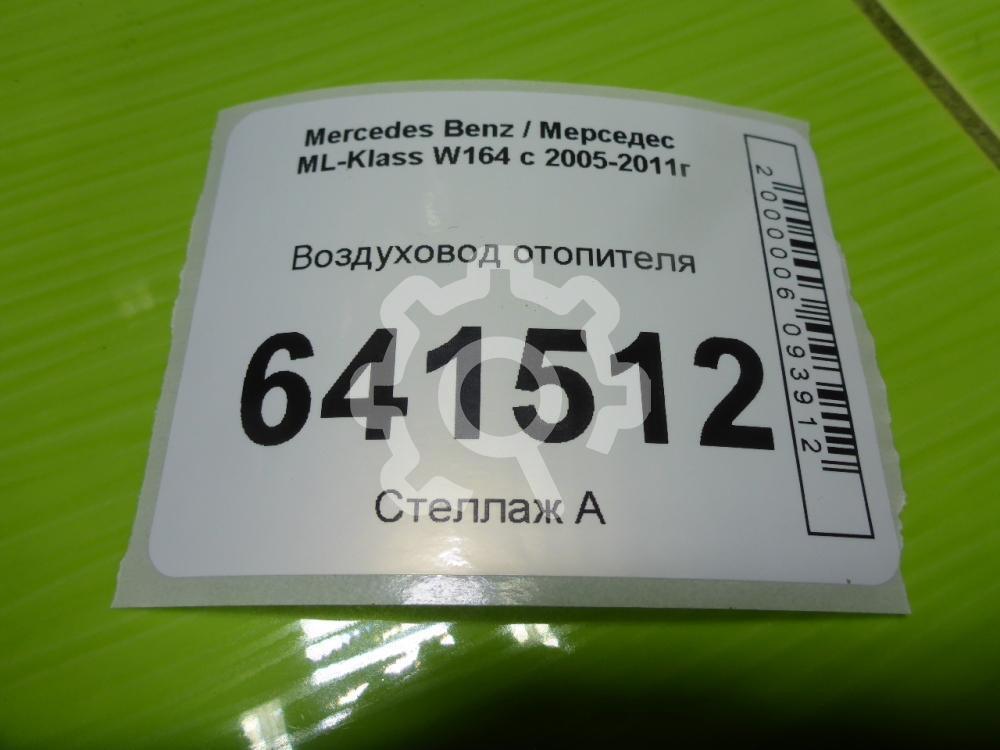 Mercedes Benz / Мерседес
ML-Klass W164 с 2005-2011г
Воздуховод отопителя
641512
Стеллаж А
2000006093912